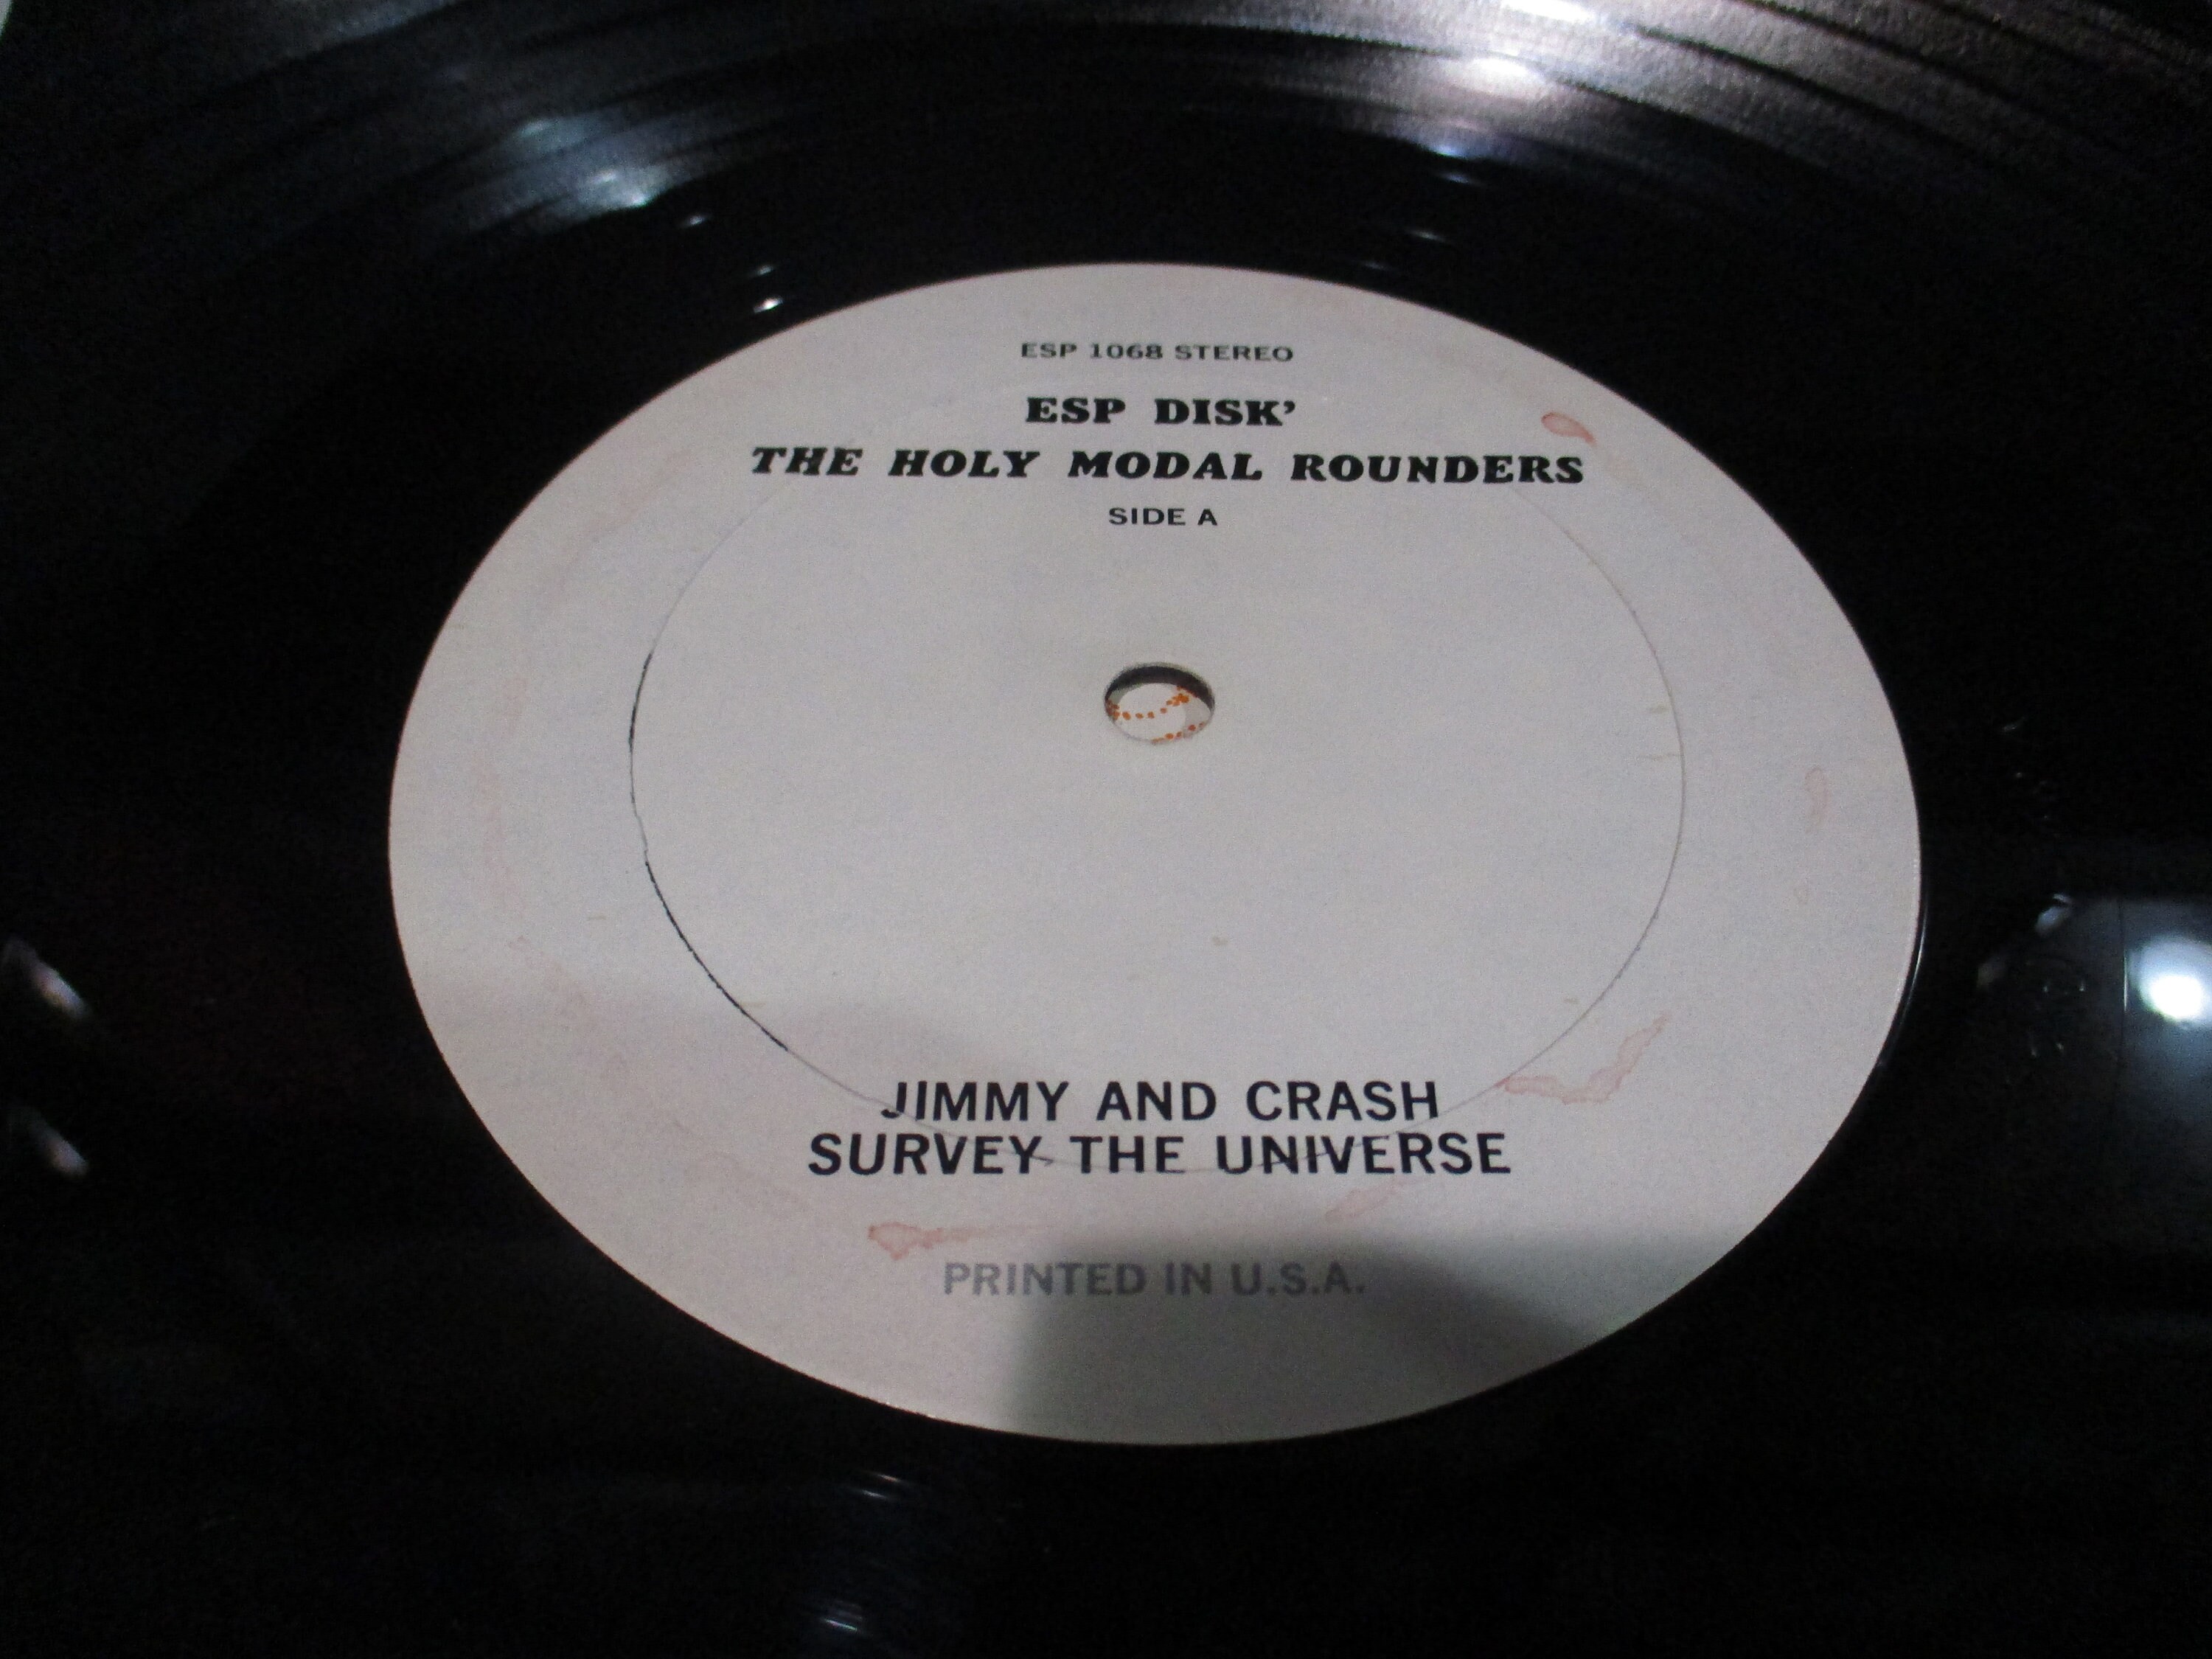 ESP 1068 STEREO
ESP DISK’
THE HOLY MODAL ROUNDERS
SIDE A
JIMMY AND CRASH
SURVEY THE UNIVERSE
PRINTED IN U.S.A.